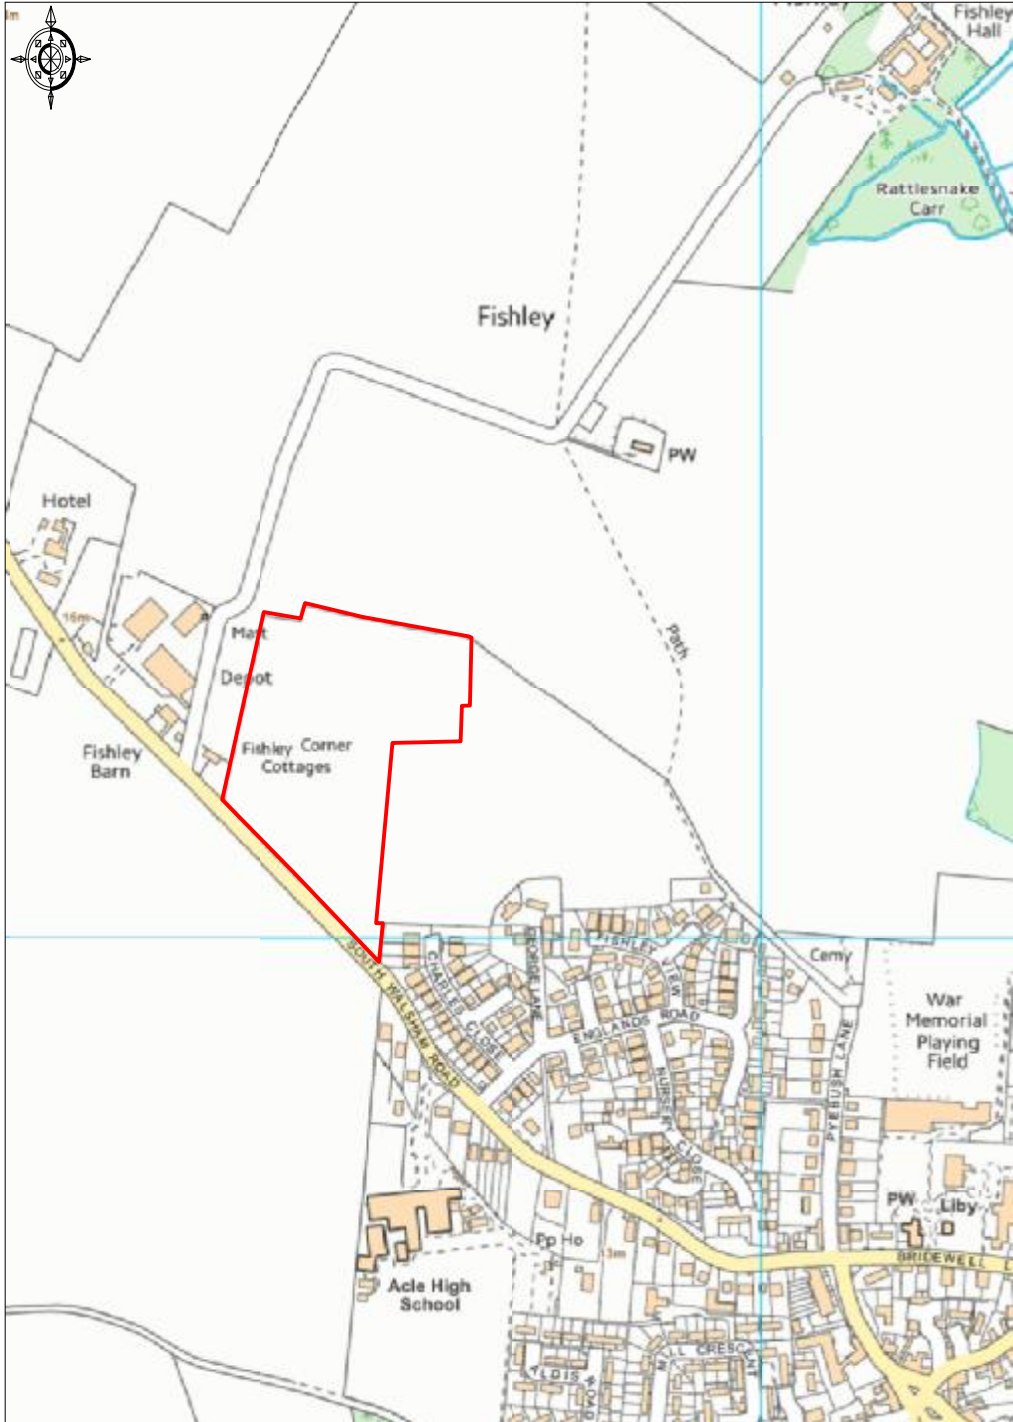 Fishley
Hall
Rattlesnake
Carr
Fishley
PW
Hotel
16m
Mast
Depot
Path
Fishley Corner
Cottages
Fishley
Barn
SOUTH WALSHAM ROAD
CHARLES CLOSE
GEORGE LANE
FISHLEY VIEW
ENGLANDS ROAD
NURSERY CLOSE
Cemy
PYEBUSH LANE
War
Memorial
Playing
Field
PW
Liby
Pp Ho
13m
BRIDEWELL L
Acle High
School
MILL CRESCENT
ALDIS ROAD